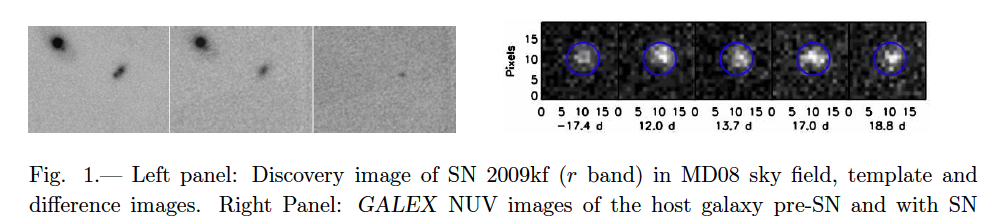 Pixels
15
10
5
0
0 5 10 15 0 5 10 15 0 5 10 15 0 5 10 15 0 5 10 15
-17.4 d 12.0 d 13.7 d 17.0 d 18.8 d
Fig. 1.— Left panel: Discovery image of SN 2009kf (r band) in MD08 sky field, template and
difference images. Right Panel: GALEX NUV images of the host galaxy pre-SN and with SN